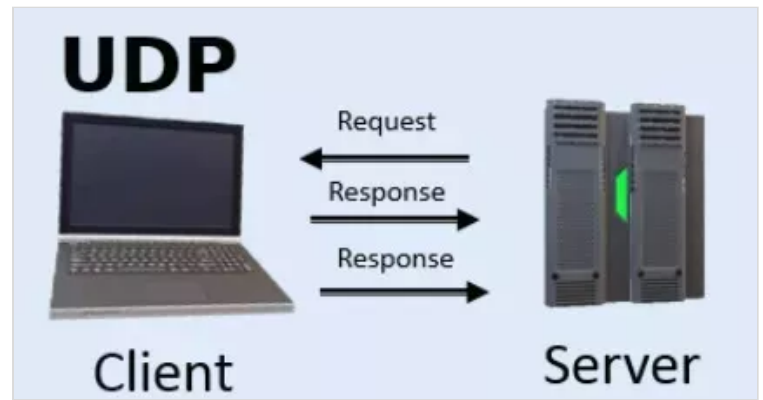 UDP
Request
Response
Response
Client
Server